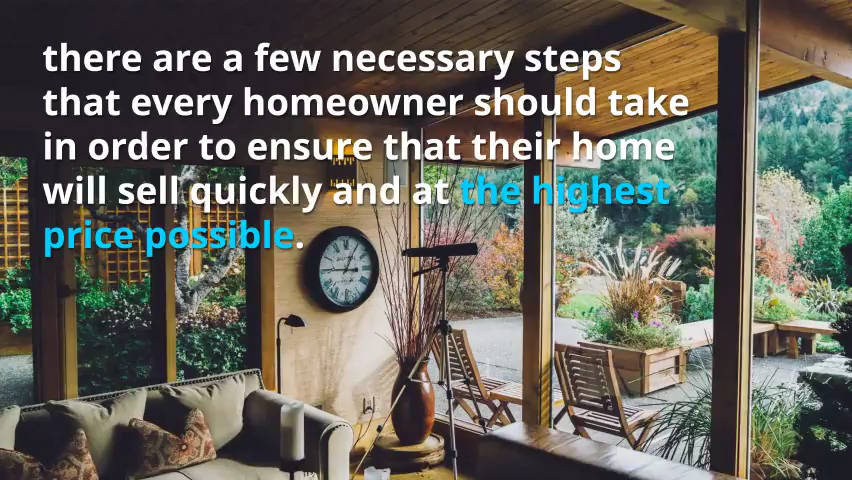 there are a few necessary steps
that every homeowner should take
in order to ensure that their home
will sell quickly and at the highest
price possible.